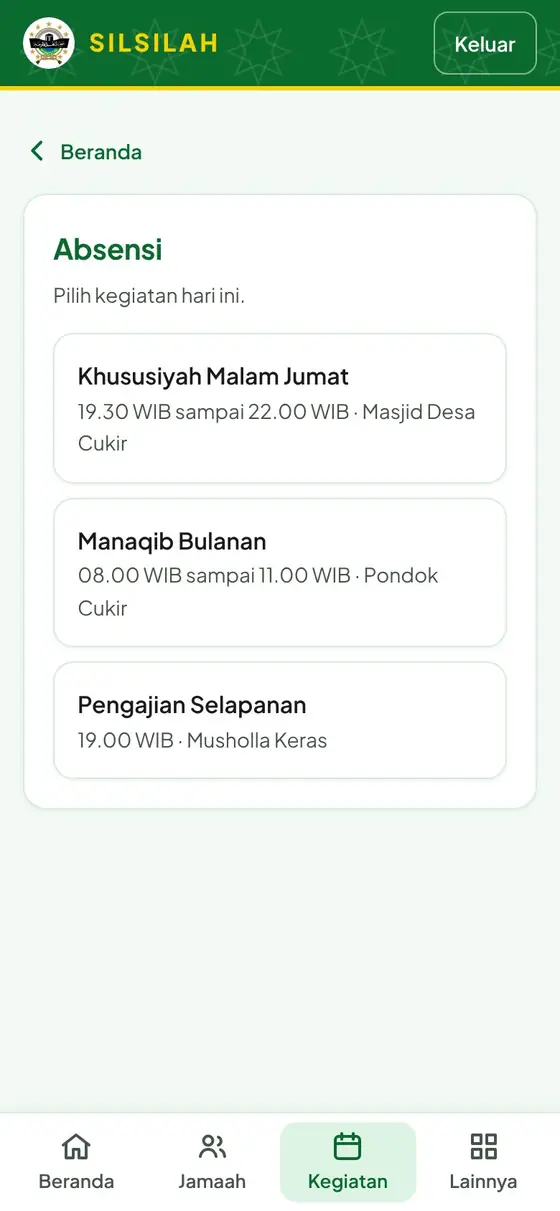 SILSILAH
Keluar
Beranda
Absensi
Pilih kegiatan hari ini.
Khususiyah Malam Jumat
19.30 WIB sampai 22.00 WIB · Masjid Desa
Cukir
Manaqib Bulanan
08.00 WIB sampai 11.00 WIB · Pondok
Cukir
Pengajian Selapanan
19.00 WIB · Musholla Keras
Beranda
Jamaah
Kegiatan
Lainnya